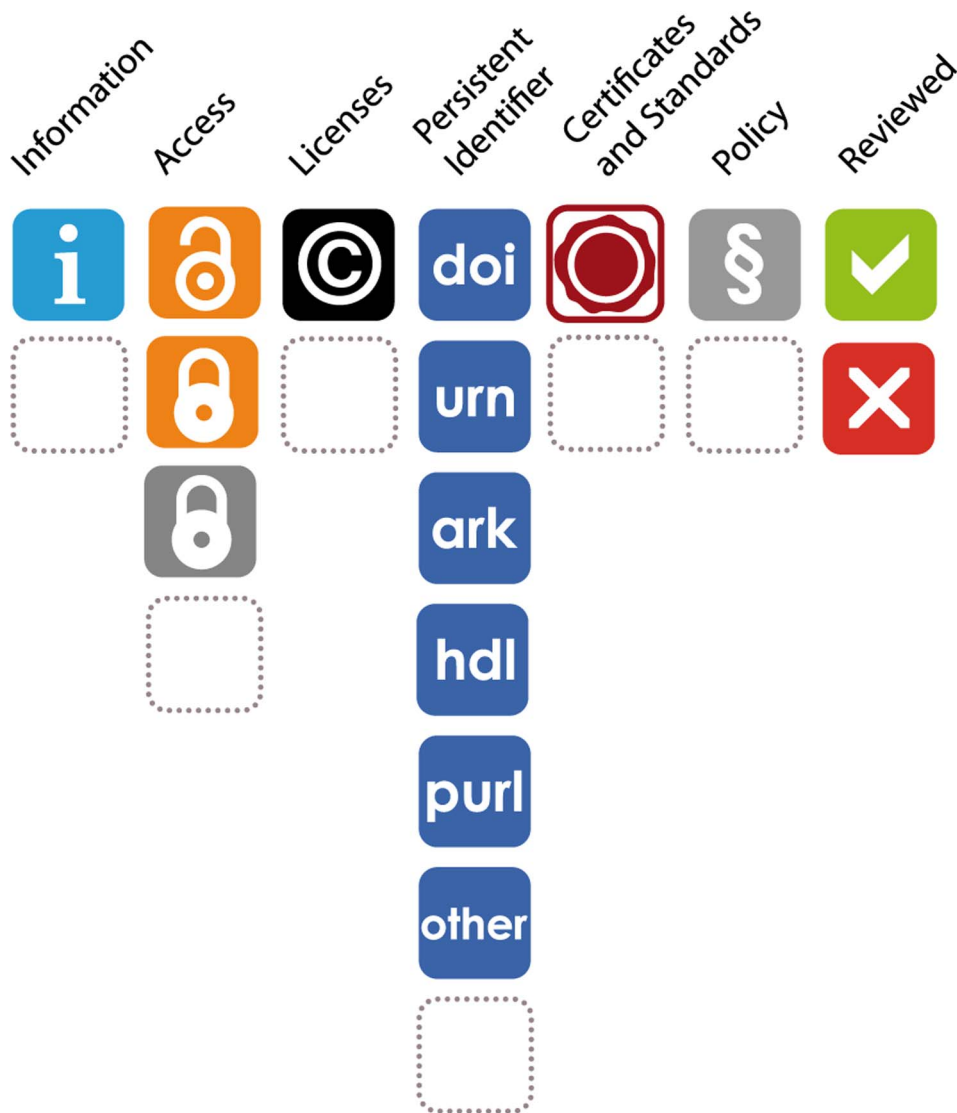 Information
Access
Licenses
Persistent
Identifier
Certificates
and Standards
Policy
Reviewed
i
©
doi
§
urn
ark
hdl
purl
other